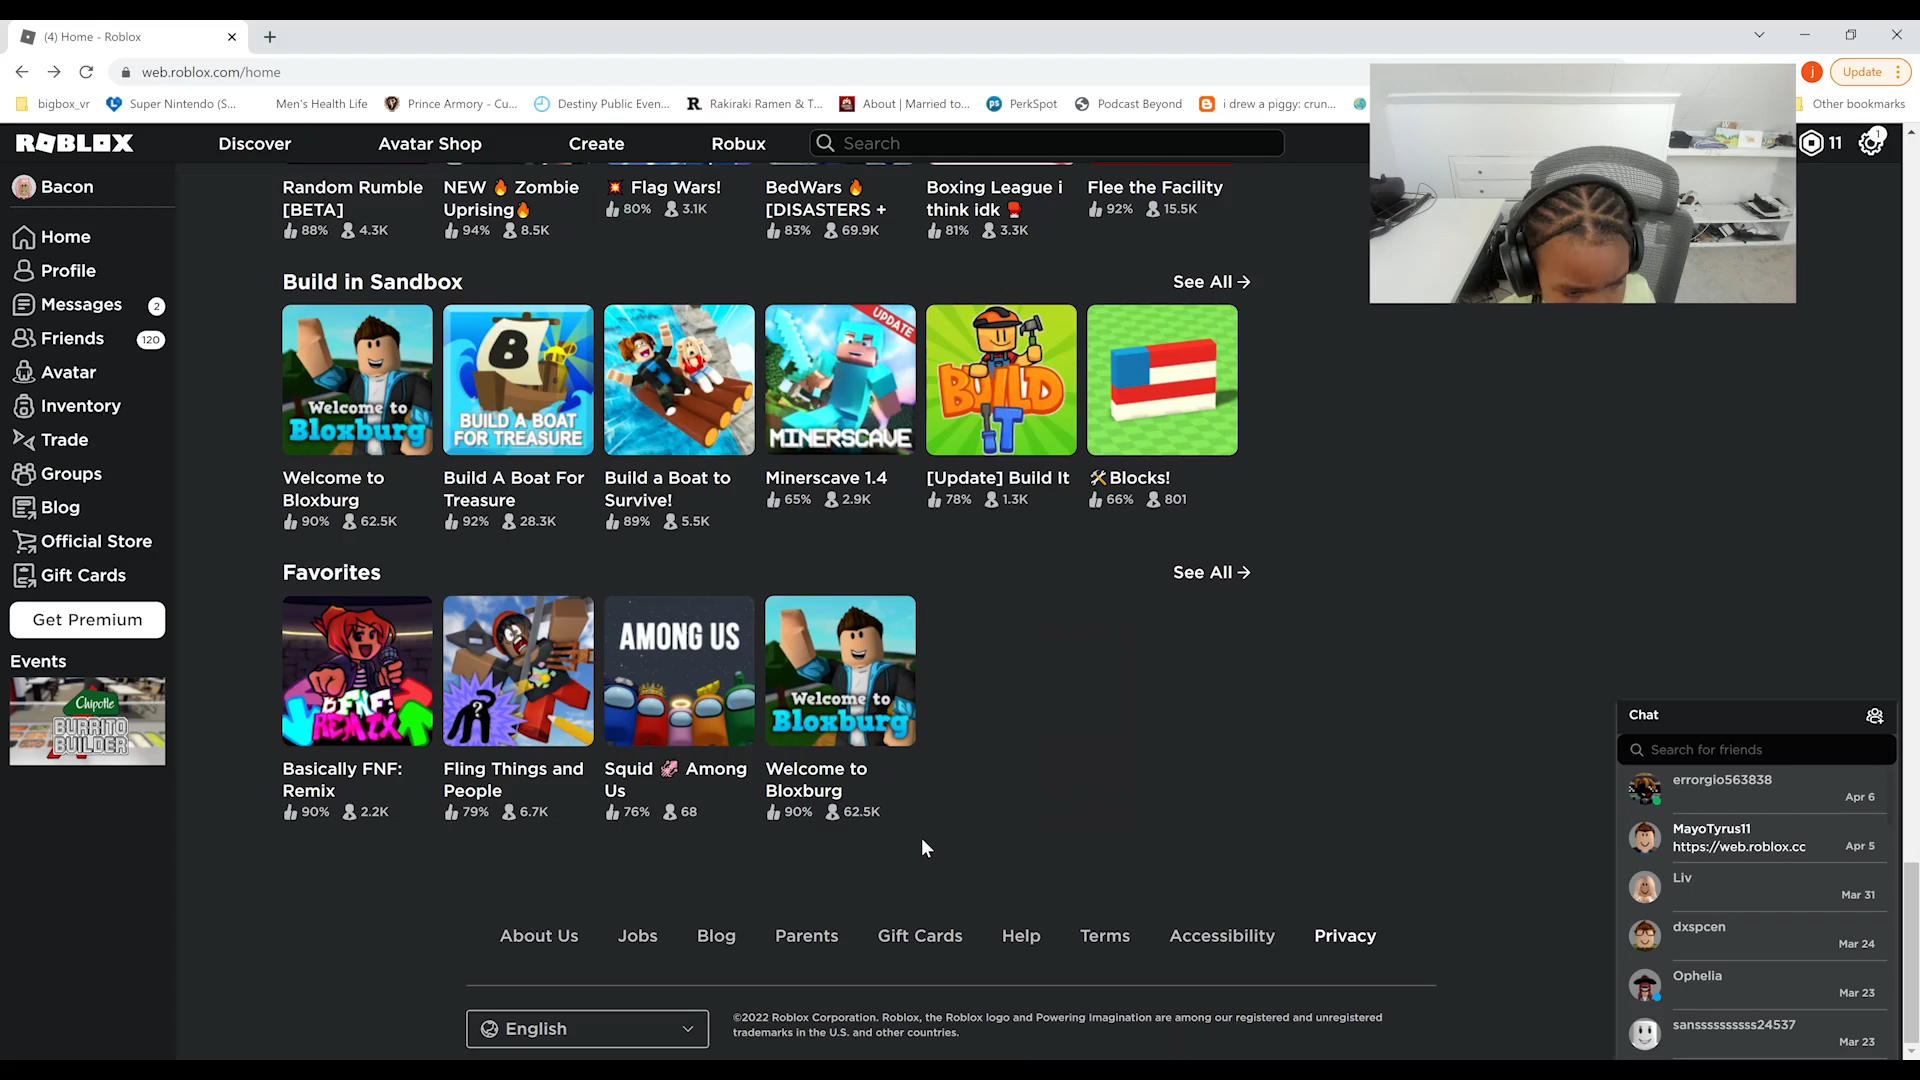 (4) Home - Roblox
web.roblox.com/home
Update
bigbox_vr
Super Nintendo (S...
Men's Health Life
Prince Armory - Cu...
Destiny Public Even...
Rakiraki Ramen & T...
About | Married to...
PerkSpot
Podcast Beyond
i drew a piggy: crun...
Other bookmarks
ROBLOX
Discover
Avatar Shop
Create
Robux
Search
11
1
Bacon
Home
Profile
Messages 2
Friends 120
Avatar
Inventory
Trade
Groups
Blog
Official Store
Gift Cards
Get Premium
Events
Chipotle
BURRITO
BUILDER
Random Rumble
[BETA]
88% 4.3K
NEW 🔥 Zombie
Uprising🔥
94% 8.5K
💥 Flag Wars!
80% 3.1K
BedWars 🔥
[DISASTERS +
83% 69.9K
Boxing League i
think idk 🥊
81% 3.3K
Flee the Facility
92% 15.5K
Build in Sandbox
See All →
Welcome to
Bloxburg
B
BUILD A BOAT
FOR TREASURE
UPDATE
MINERSCAVE
BUILD
IT
Welcome to
Bloxburg
90% 62.5K
Build A Boat For
Treasure
92% 28.3K
Build a Boat to
Survive!
89% 5.5K
Minerscave 1.4
65% 2.9K
[Update] Build It
78% 1.3K
🛠Blocks!
66% 801
Favorites
See All →
B.FNF:
REMIX
?
AMONG US
Welcome to
Bloxburg
Basically FNF:
Remix
90% 2.2K
Fling Things and
People
79% 6.7K
Squid 🦑 Among
Us
76% 68
Welcome to
Bloxburg
90% 62.5K
About Us
Jobs
Blog
Parents
Gift Cards
Help
Terms
Accessibility
Privacy
English
©2022 Roblox Corporation. Roblox, the Roblox logo and Powering Imagination are among our registered and unregistered
trademarks in the U.S. and other countries.
Chat
Search for friends
errorgio563838
Apr 6
MayoTyrus11
https://web.roblox.cc Apr 5
Liv
Mar 31
dxspcen
Mar 24
Ophelia
Mar 23
sansssssssss24537
Mar 23